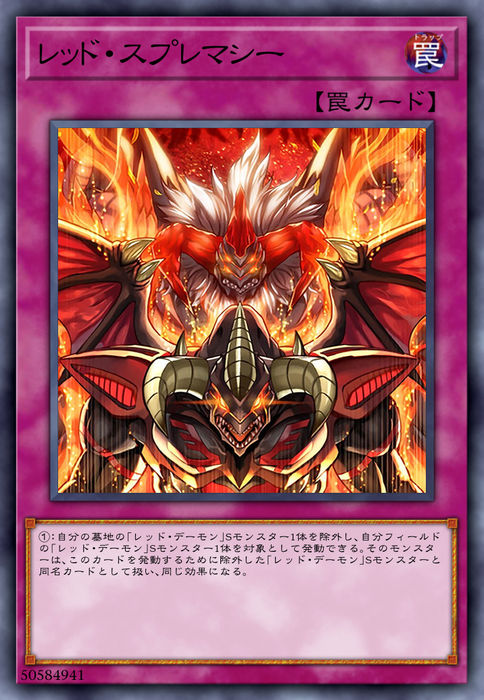 レッド・スプレマシー
トラップ
罠
【罠カード】
①:自分の墓地の「レッド・デーモン」Sモンスター1体を除外し、自分フィールド
の「レッド・デーモン」Sモンスター1体を対象として発動できる。そのモンスタ
ーは、このカードを発動するために除外した「レッド・デーモン」Sモンスターと
同名カードとして扱い、同じ効果になる。
50584941